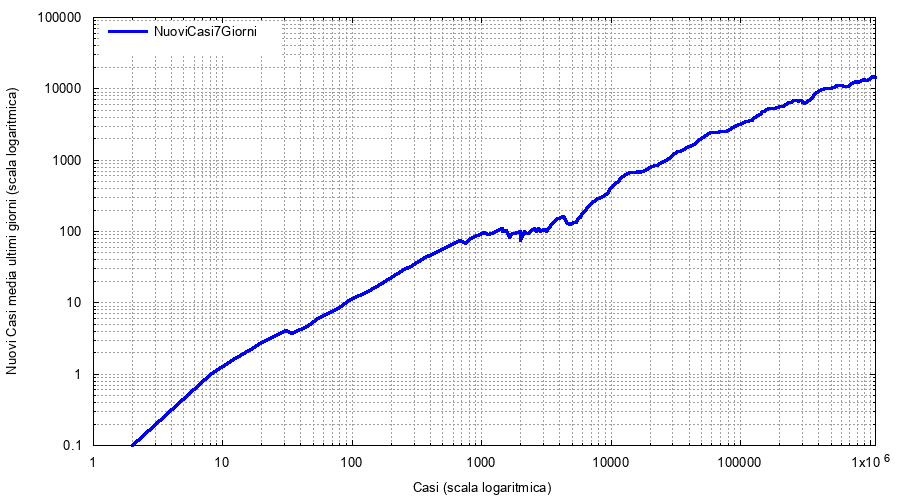 100000
10000
1000
100
10
1
0.1
NuoviCasi7Giorni
Nuovi Casi media ultimi giorni (scala logaritmica)
1 10 100 1000 10000 100000 1x10 6
Casi (scala logaritmica)